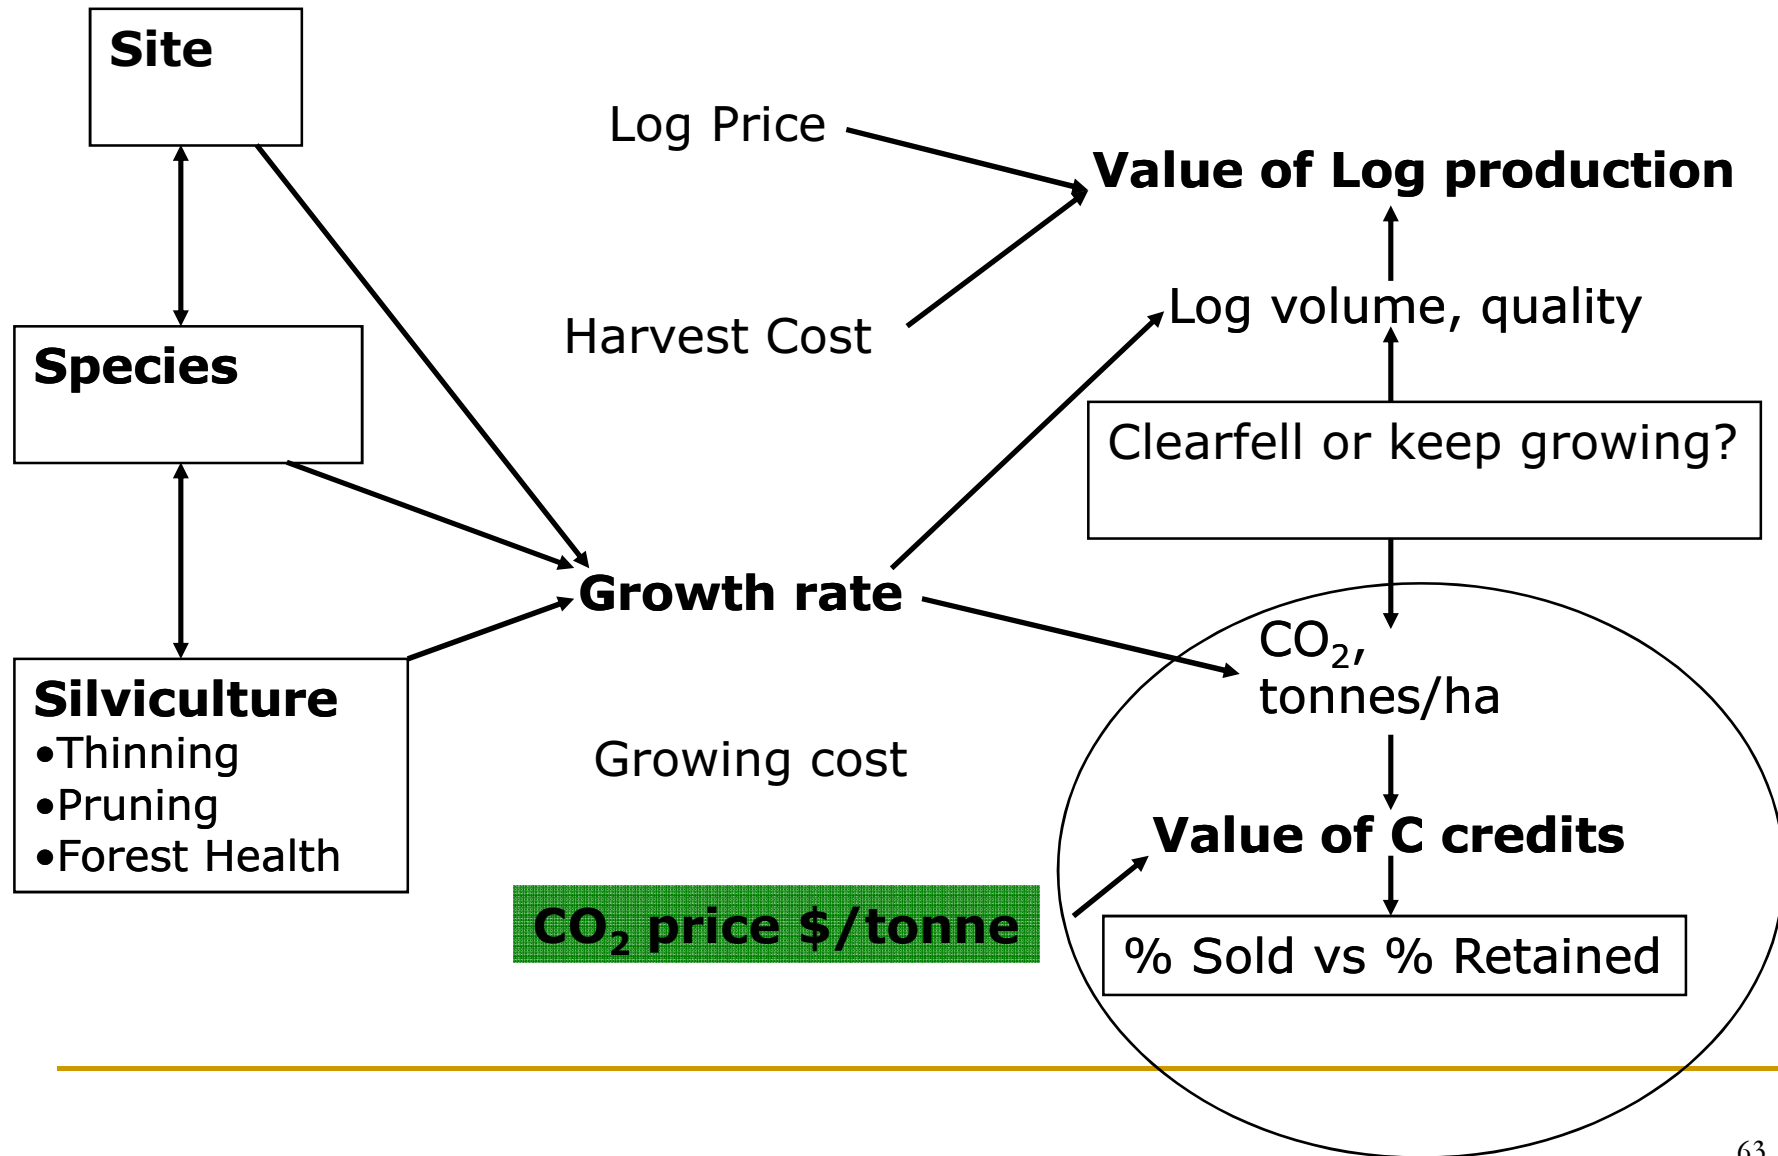 Site
Log Price
Value of Log production
Log volume, quality
Harvest Cost
Species
Clearfell or keep growing?
Growth rate
CO₂,
tonnes/ha
Silviculture
•Thinning
•Pruning
•Forest Health
Growing cost
Value of C credits
CO₂ price $/tonne
% Sold vs % Retained
63